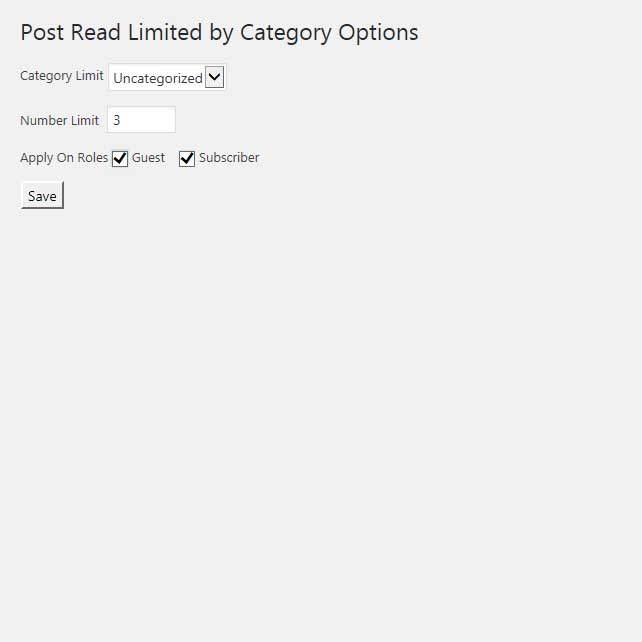 Post Read Limited by Category Options
Category Limit Uncategorized
Number Limit 3
Apply On Roles Guest Subscriber
Save